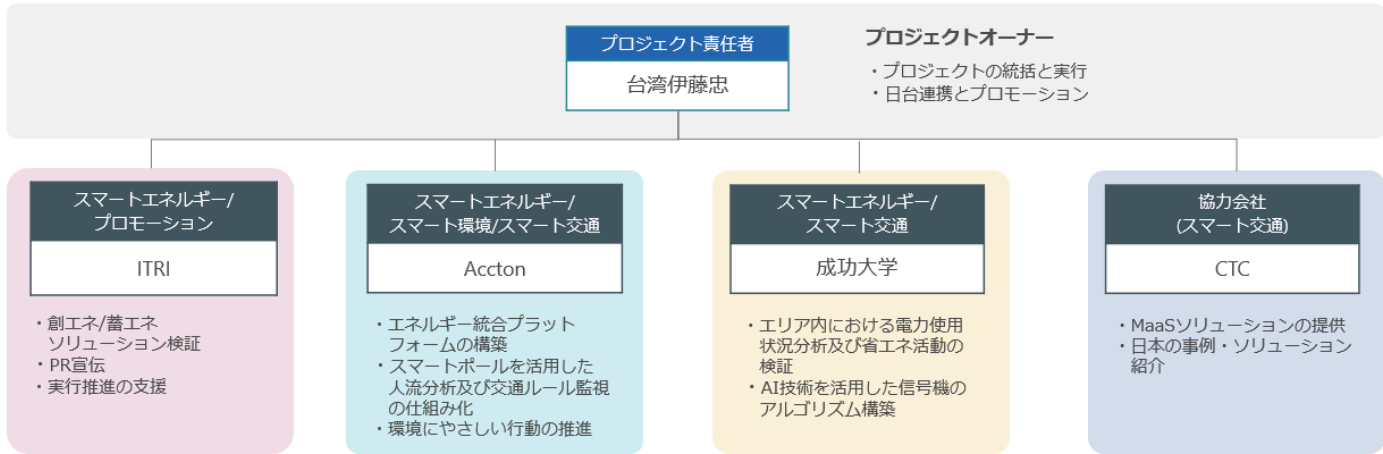 プロジェクト責任者
台湾伊藤忠
プロジェクトオーナー
・プロジェクトの統括と実行
・日台連携とプロモーション
スマートエネルギー/
プロモーション
ITRI
・創エネ/蓄エネ
ソリューション検証
・PR宣伝
・実行推進の支援
スマートエネルギー/
スマート環境/スマート交通
Accton
・エネルギー統合プラット
フォームの構築
・スマートポールを活用した
人流分析及び交通ルール監視
の仕組み化
・環境にやさしい行動の推進
スマートエネルギー/
スマート交通
成功大学
・エリア内における電力使用
状況分析及び省エネ活動の
検証
・AI技術を活用した信号機の
アルゴリズム構築
協力会社
(スマート交通)
CTC
・MaaSソリューションの提供
・日本の事例・ソリューション
紹介